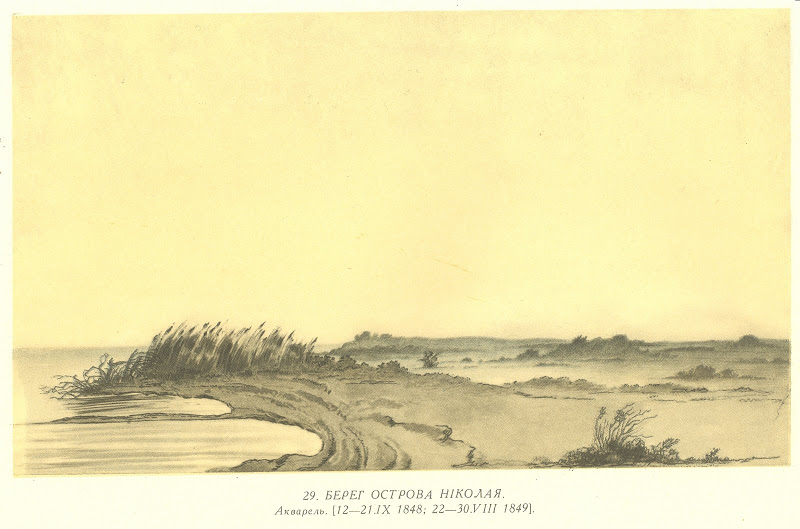 29. БЕРЕГ ОСТРОВА НІКОЛАЯ.
Акварель. [12—21.IX 1848; 22—30.VIII 1849].